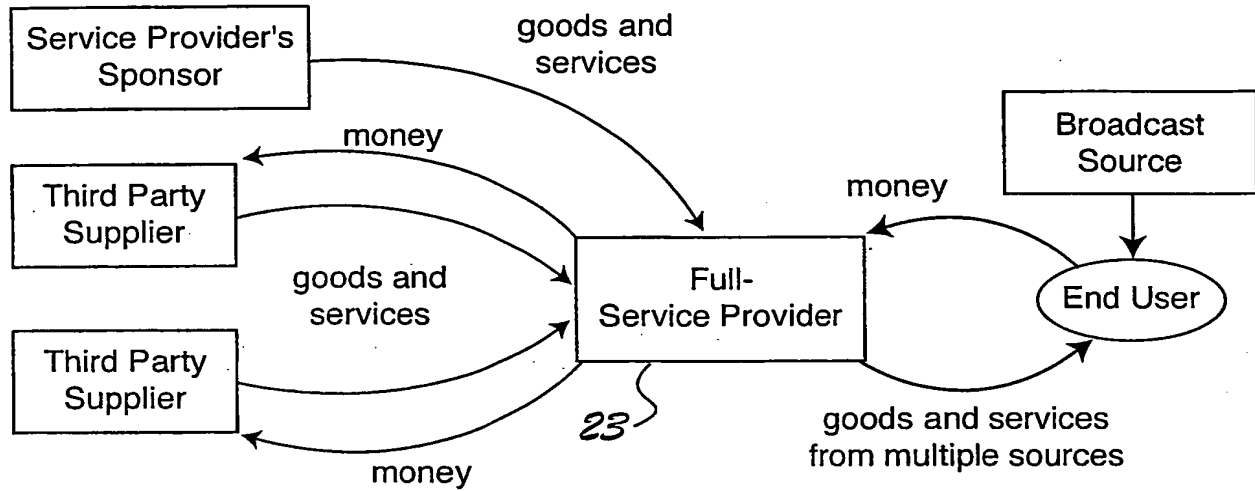 Service Provider's
Sponsor
goods and
services
Broadcast
Source
money
Third Party
Supplier
money
Full-
Service Provider
End User
goods and
services
Third Party
Supplier
23
goods and services
from multiple sources
money